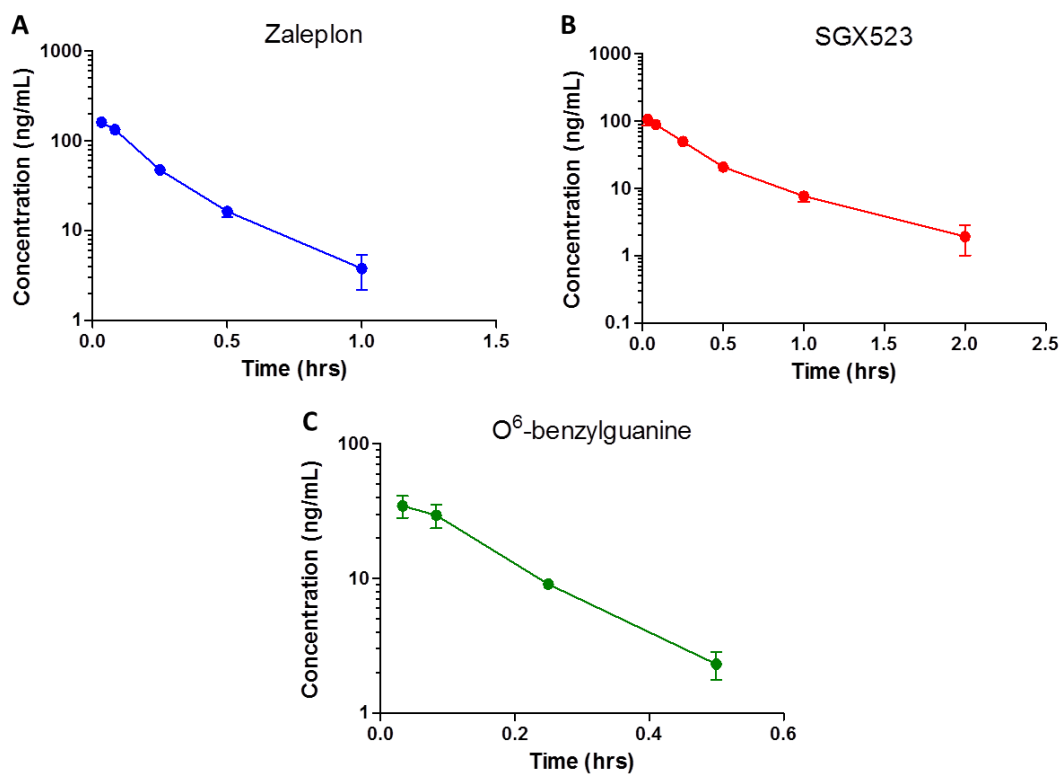 A
Zaleplon
Concentration (ng/mL)
1000
100
10
1
0.0 0.5 1.0 1.5
Time (hrs)
B
SGX523
Concentration (ng/mL)
1000
100
10
1
0.1
0.0 0.5 1.0 1.5 2.0 2.5
Time (hrs)
C
O⁶-benzylguanine
Concentration (ng/mL)
100
10
1
0.0 0.2 0.4 0.6
Time (hrs)